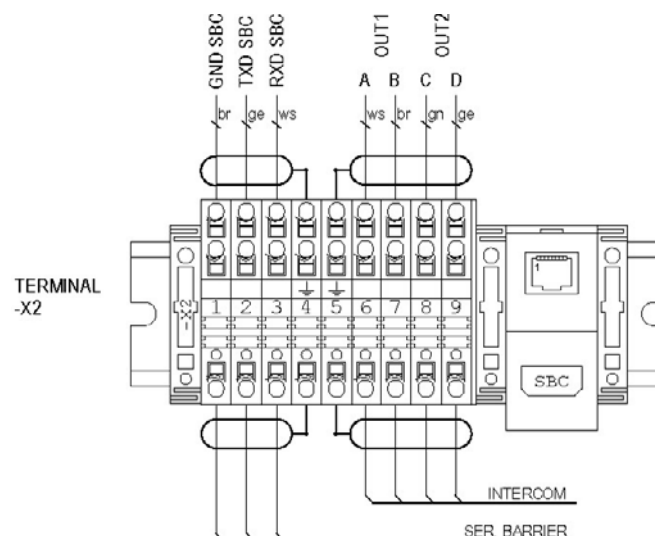 GND SBC
TXD SBC
RXD SBC
OUT1
OUT2
A B C D
br ge ws ws br gn ge
TERMINAL
-X2
-X2
1 2 3 4 5 6 7 8 9
1
SBC
INTERCOM
SER. BARRIER